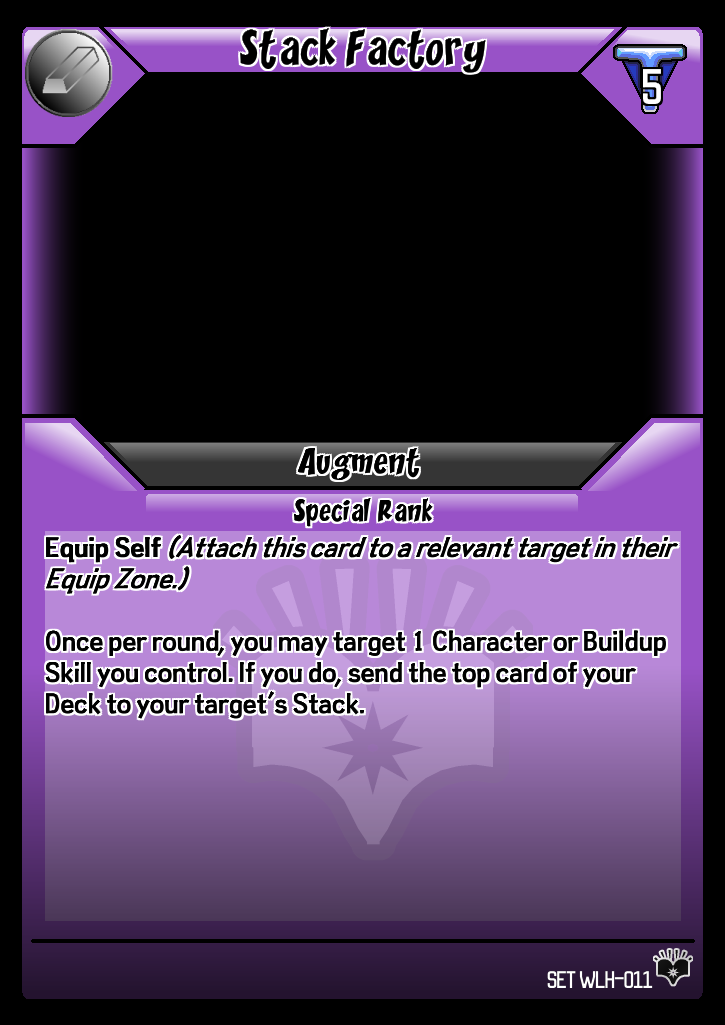 Stack Factory
5
Augment
Special Rank
Equip Self (Attach this card to a relevant target in their
Equip Zone.)
Once per round, you may target 1 Character or Buildup
Skill you control. If you do, send the top card of your
Deck to your target's Stack.
SET WLH-011